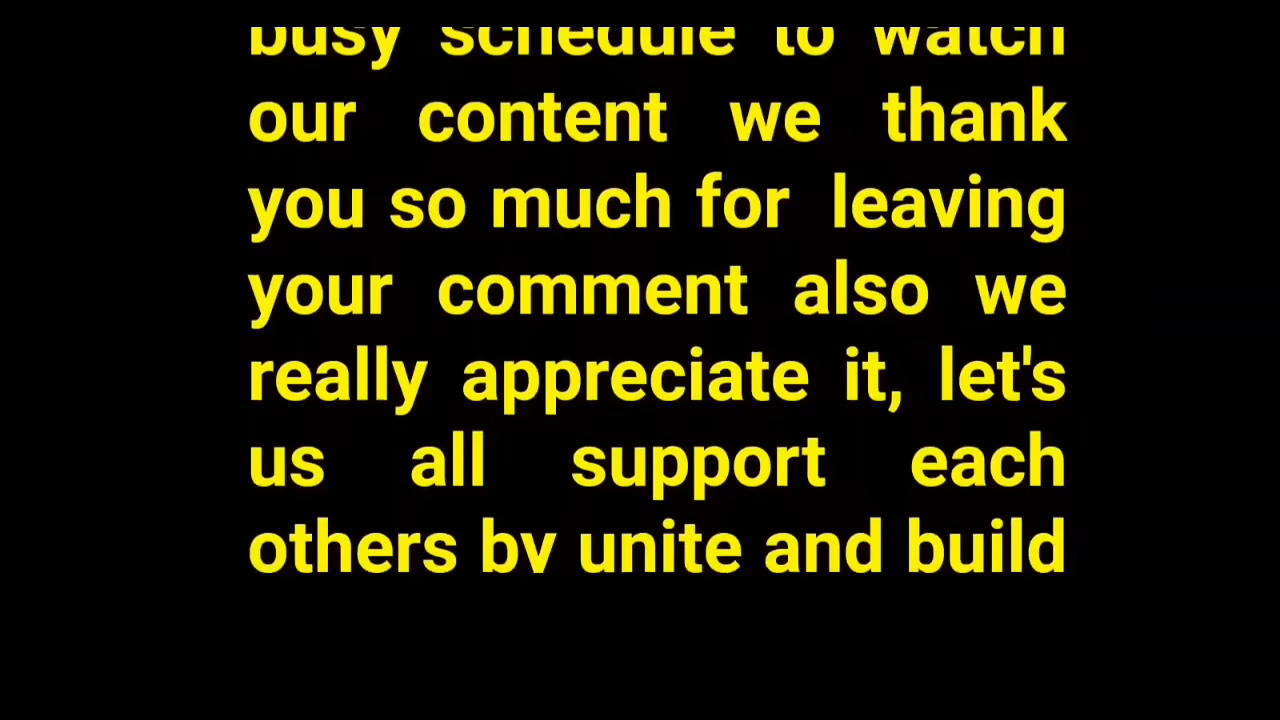 busy schedule to watch
our content we thank
you so much for leaving
your comment also we
really appreciate it, let's
us all support each
others by unite and build